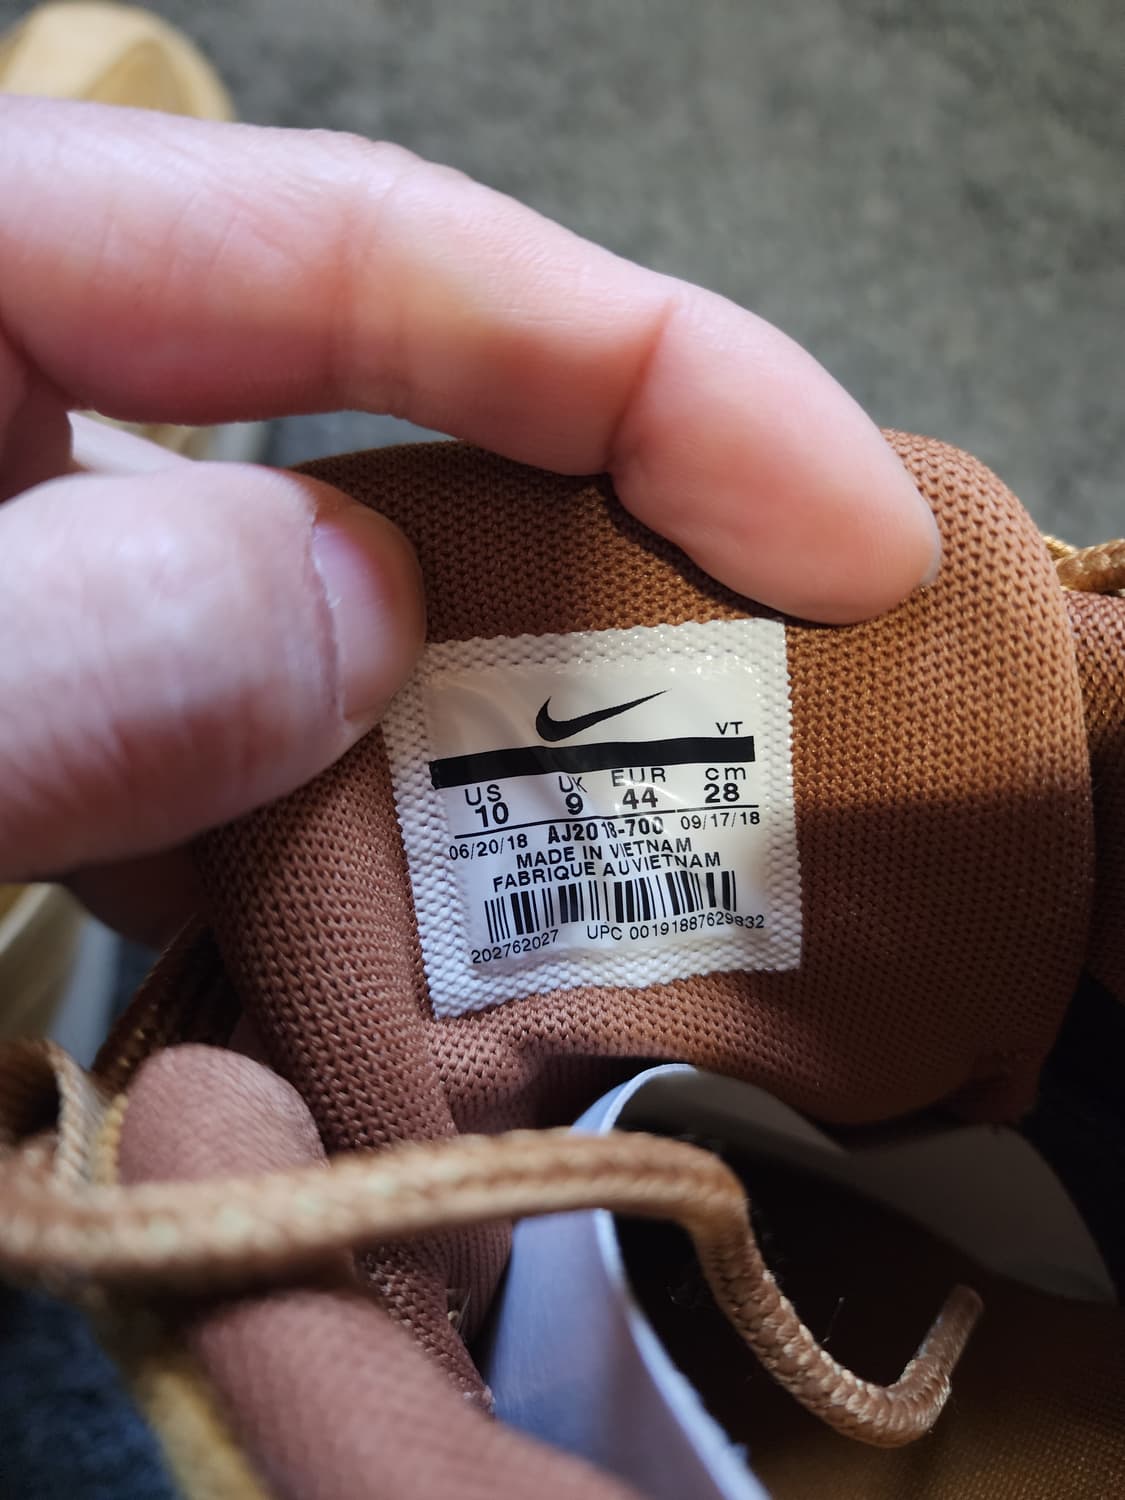 VT
US UK EUR cm
10 9 44 28
06/20/18 AJ2018-700 09/17/18
MADE IN VIETNAM
FABRIQUE AU VIETNAM
202762027 UPC 00191887629832